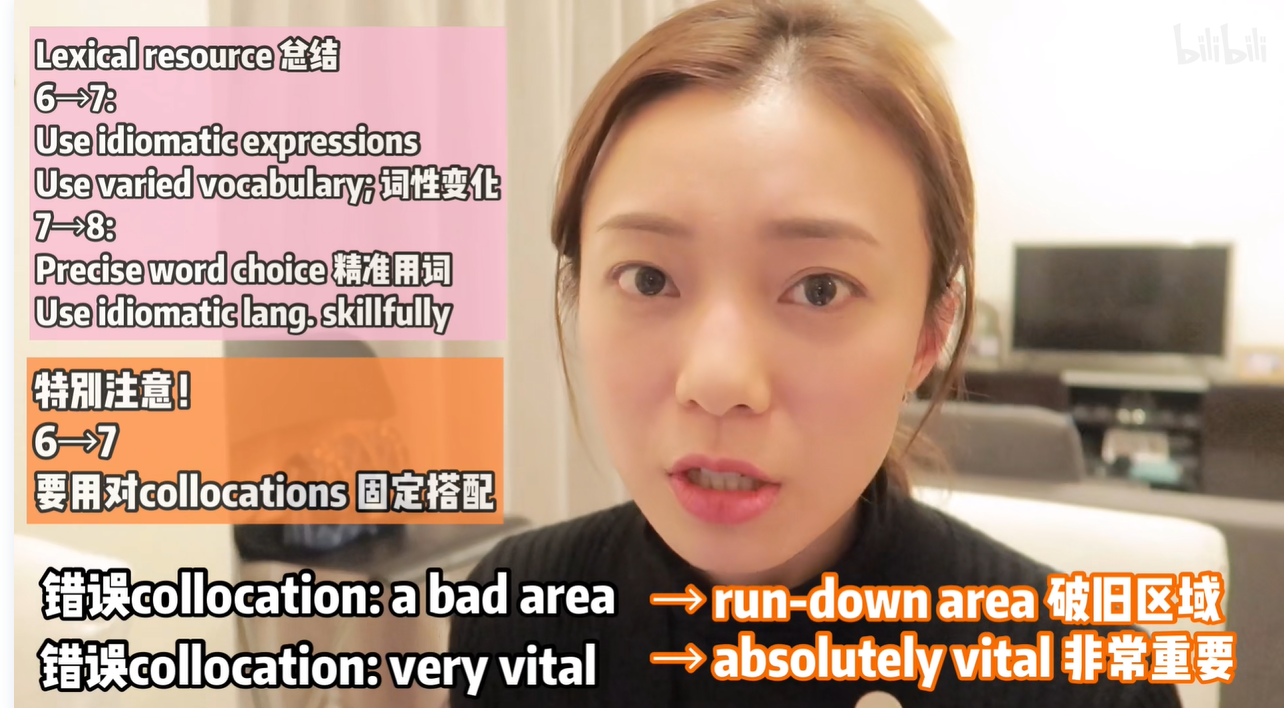 Lexical resource 总结
6→7:
Use idiomatic expressions
Use varied vocabulary; 词性变化
7→8:
Precise word choice 精准用词
Use idiomatic lang. skillfully
特别注意!
6→7
要用对collocations 固定搭配
错误collocation: a bad area → run-down area 破旧区域
错误collocation: very vital → absolutely vital 非常重要
bilibili